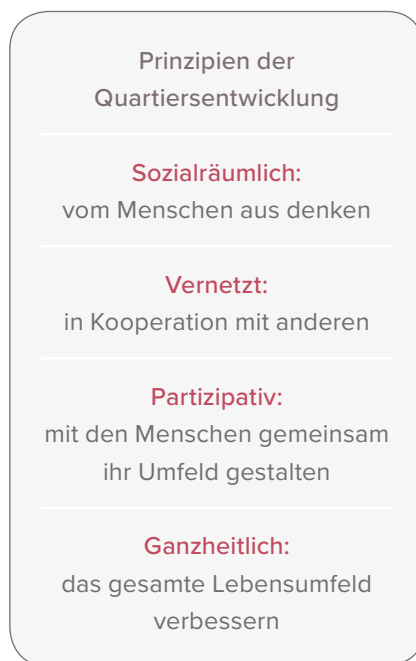 Prinzipien der
Quartiersentwicklung
Sozialräumlich:
vom Menschen aus denken
Vernetzt:
in Kooperation mit anderen
Partizipativ:
mit den Menschen gemeinsam
ihr Umfeld gestalten
Ganzheitlich:
das gesamte Lebensumfeld
verbessern